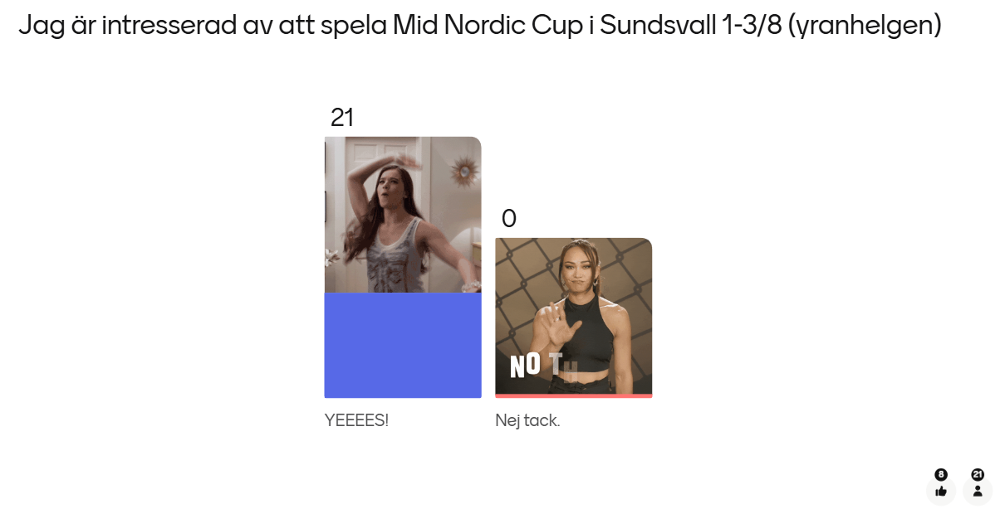 Jag är intresserad av att spela Mid Nordic Cup i Sundsvall 1-3/8 (yranhelgen)
21
0
NO TH
YEEEES!
Nej tack.
8
21